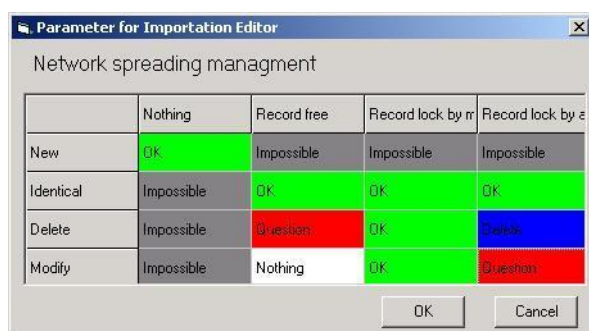 Parameter for Importation Editor
Network spreading managment
Nothing Record free Record lock by m Record lock by a
New OK Impossible Impossible Impossible
Identical Impossible OK OK OK
Delete Impossible Question OK Delete
Modify Impossible Nothing OK Question
OK Cancel